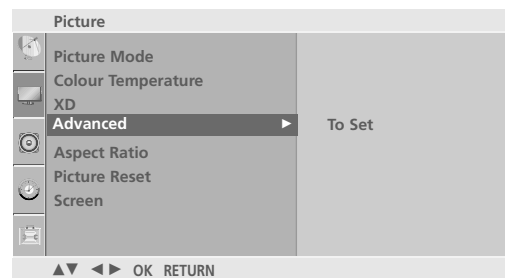 Picture
Picture Mode
Colour Temperature
XD
Advanced ► To Set
Aspect Ratio
Picture Reset
Screen
▲▼ ◄► OK RETURN